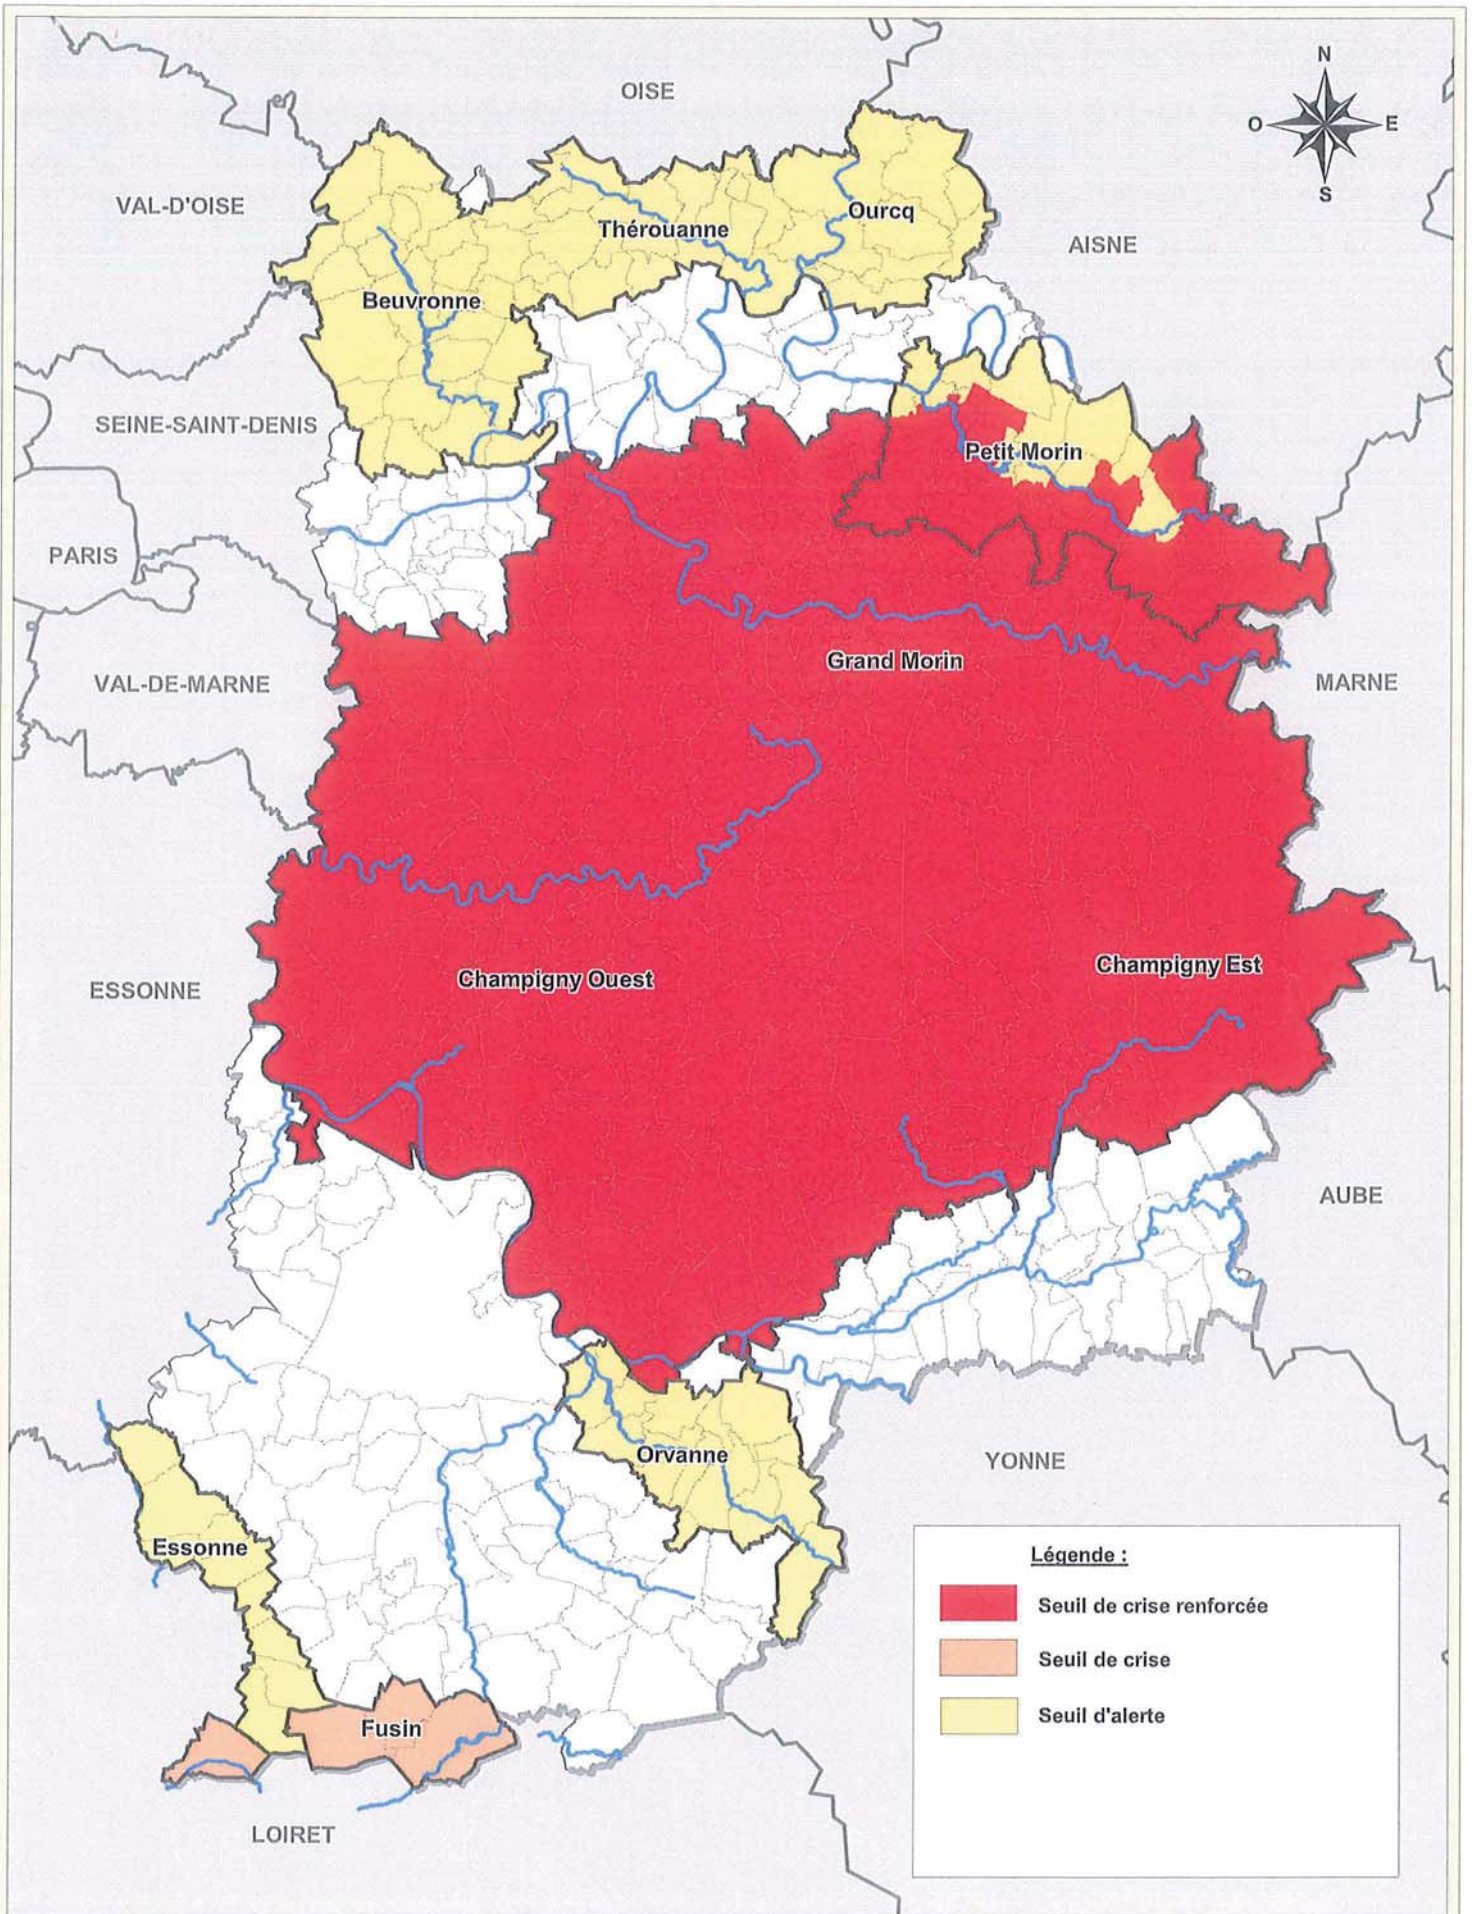 N
OISE
O
E
VAL-D'OISE
S
Ourcq
Thérouanne
AISNE
Beuvronne
SEINE-SAINT-DENIS
Petit Morin
PARIS
Grand Morin
VAL-DE-MARNE
MARNE
Champigny Est
Champigny Ouest
ESSONNE
AUBE
Orvanne
YONNE
Essonne
Légende :
Seuil de crise renforcée
Seuil de crise
Seuil d'alerte
Fusin
LOIRET